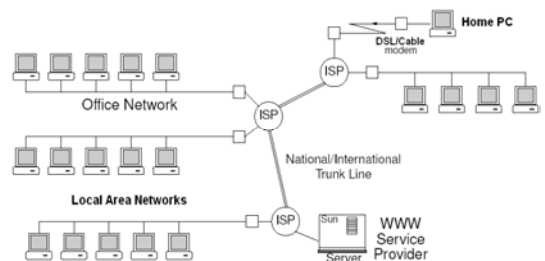 Home PC
DSL/Cable
modem
ISP
Office Network
ISP
National/International
Trunk Line
Local Area Networks
ISP
Sun
WWW
Service
Provider
Server